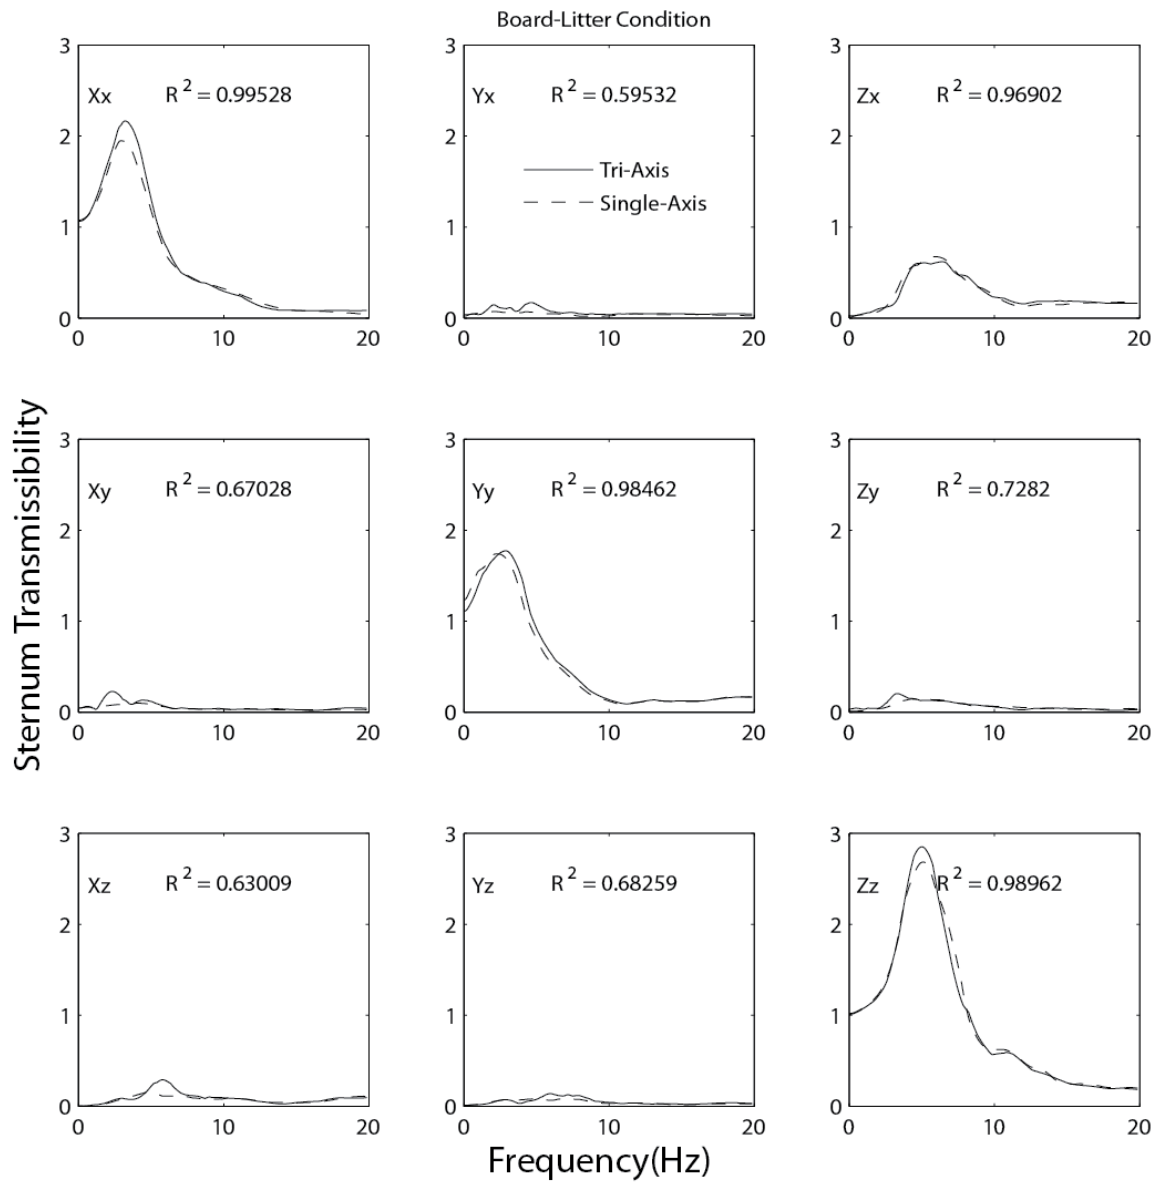 Board-Litter Condition
3
2
1
0
0 10 20
Xx R 2 = 0.99528
3
2
1
0
0 10 20
Yx R 2 = 0.59532
Tri-Axis
Single-Axis
3
2
1
0
0 10 20
Zx R 2 = 0.96902
Sternum Transmissibility
3
2
1
0
0 10 20
Xy R 2 = 0.67028
3
2
1
0
0 10 20
Yy R 2 = 0.98462
3
2
1
0
0 10 20
Zy R 2 = 0.7282
3
2
1
0
0 10 20
Xz R 2 = 0.63009
3
2
1
0
0 10 20
Yz R 2 = 0.68259
3
2
1
0
0 10 20
Zz R 2 = 0.98962
Frequency(Hz)